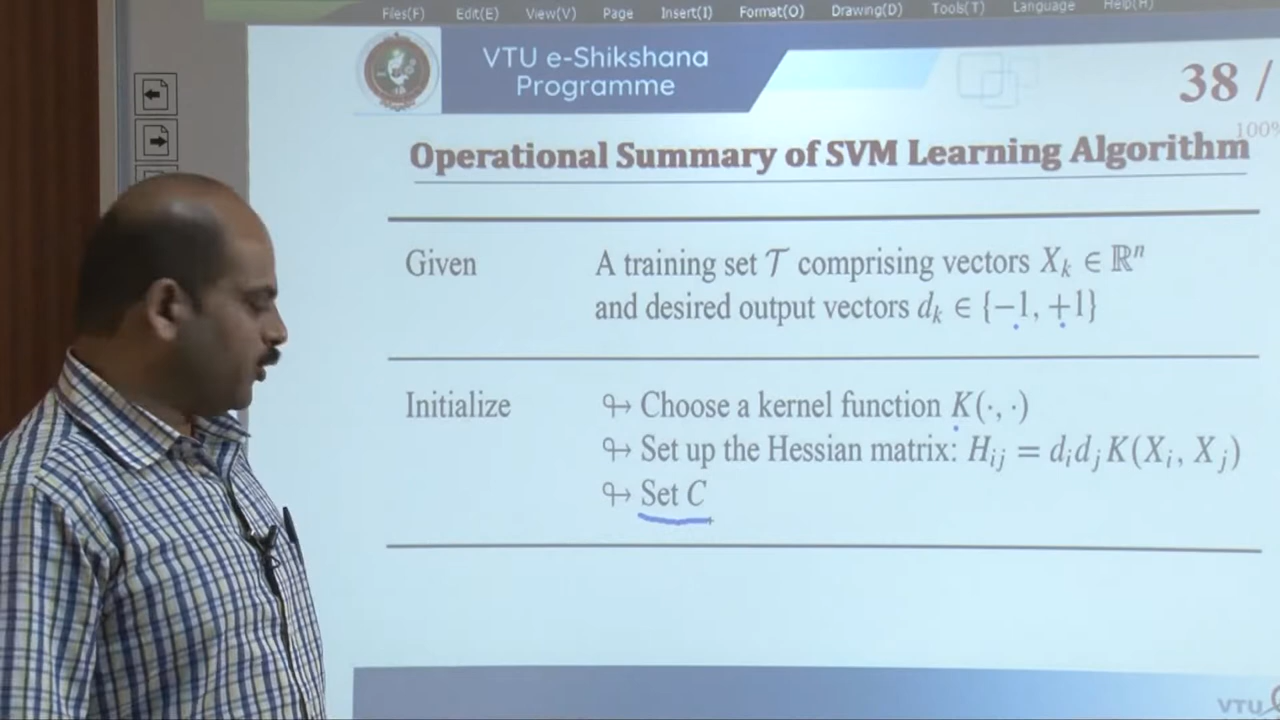 Files(F) Edit(E) View(V) Page Insert(I) Format(O) Drawing(D) Tools(T) Language Help(H)
VTU e-Shikshana
Programme
38 /
100%
Operational Summary of SVM Learning Algorithm
Given A training set 𝒯 comprising vectors Xₖ ∈ ℝⁿ
and desired output vectors dₖ ∈ {−1, +1}
Initialize ↬ Choose a kernel function K(·, ·)
↬ Set up the Hessian matrix: Hᵢⱼ = dᵢdⱼK(Xᵢ, Xⱼ)
↬ Set C
VTU